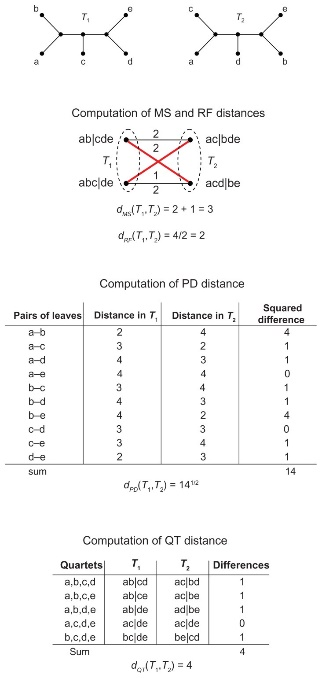 b e c e
T1 T2
a c d a d b
Computation of MS and RF distances
ab|cde 2 ac|bde
2
T1 T2
1
abc|de 2 acd|be
dMS(T1,T2) = 2 + 1 = 3
dRF(T1,T2) = 4/2 = 2
Computation of PD distance
Pairs of leaves Distance in T1 Distance in T2 Squared difference
a–b 2 4 4
a–c 3 2 1
a–d 4 3 1
a–e 4 4 0
b–c 3 4 1
b–d 4 3 1
b–e 4 2 4
c–d 3 3 0
c–e 3 4 1
d–e 2 3 1
sum 14
dPD(T1,T2) = 14^1/2
Computation of QT distance
Quartets T1 T2 Differences
a,b,c,d ab|cd ac|bd 1
a,b,c,e ab|ce ac|be 1
a,b,d,e ab|de ad|be 1
a,c,d,e ac|de ac|de 0
b,c,d,e bc|de be|cd 1
Sum 4
dQT(T1,T2) = 4